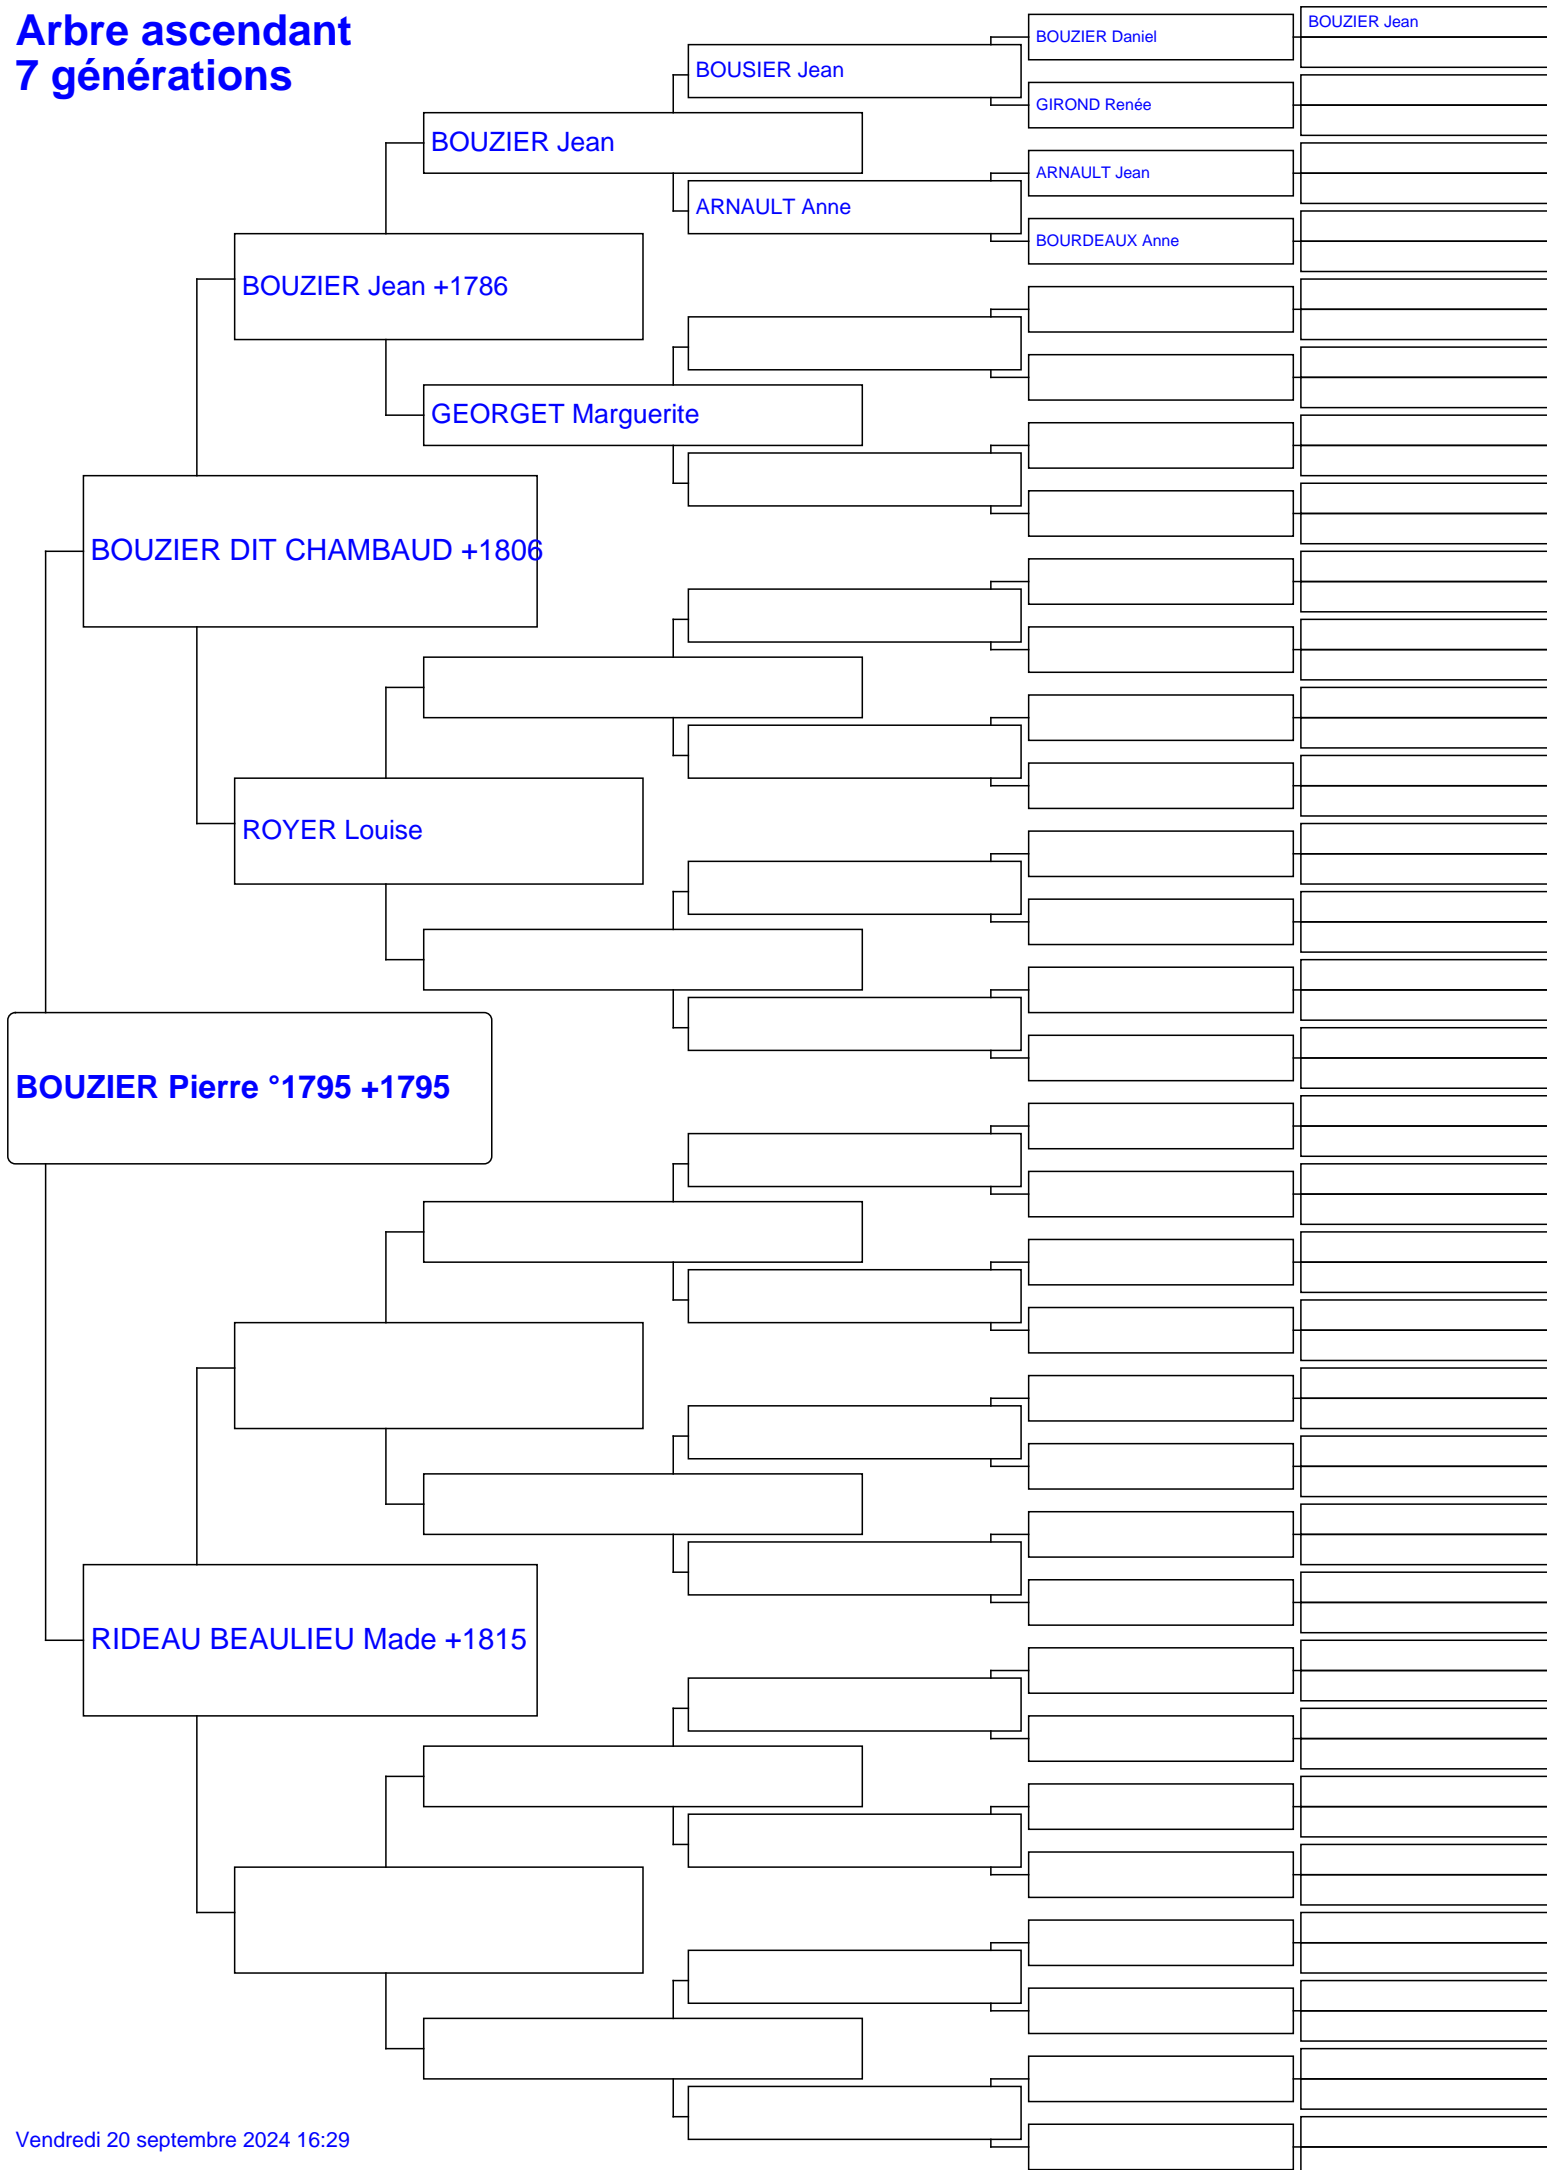 Arbre ascendant
7 générations
BOUZIER Jean
BOUZIER Daniel
BOUSIER Jean
GIROND Renée
BOUZIER Jean
ARNAULT Jean
ARNAULT Anne
BOURDEAUX Anne
BOUZIER Jean +1786
GEORGET Marguerite
BOUZIER DIT CHAMBAUD +1806
ROYER Louise
BOUZIER Pierre °1795 +1795
RIDEAU BEAULIEU Made +1815
Vendredi 20 septembre 2024 16:29